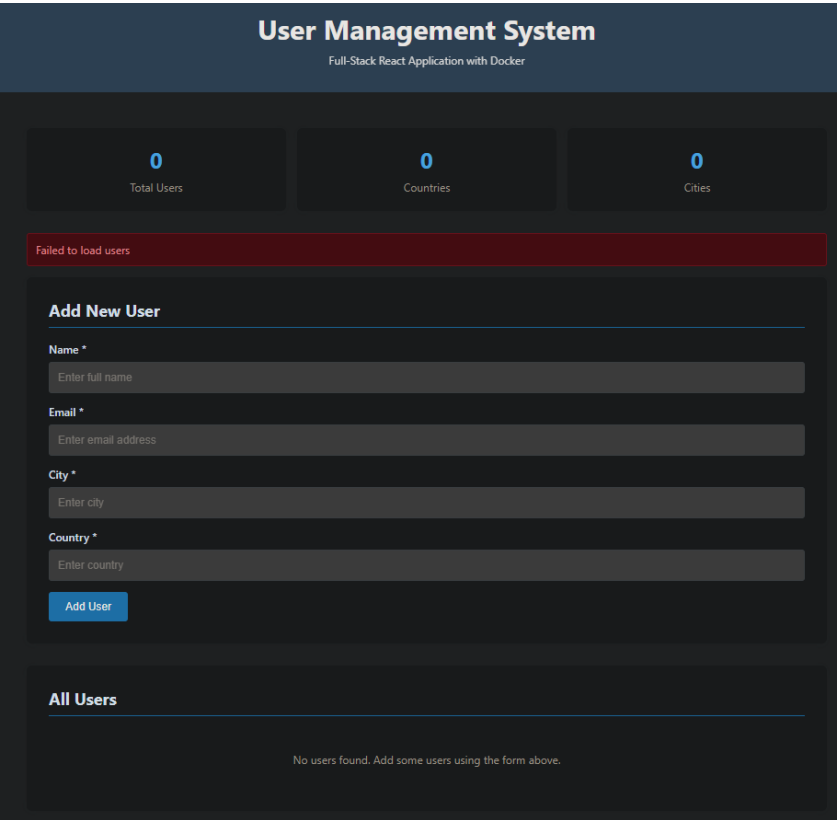 User Management System
Full-Stack React Application with Docker
0
Total Users
0
Countries
0
Cities
Failed to load users
Add New User
Name *
Enter full name
Email *
Enter email address
City *
Enter city
Country *
Enter country
Add User
All Users
No users found. Add some users using the form above.